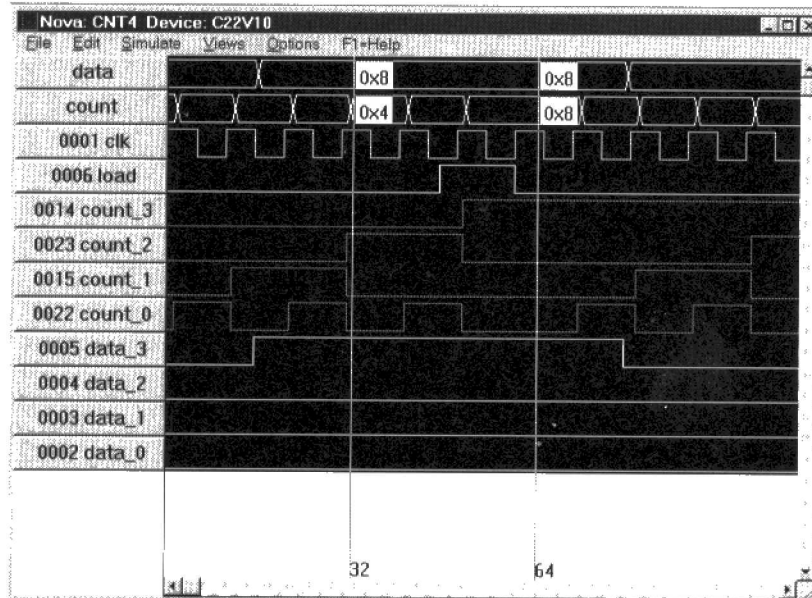 Nova: CNT4 Device: C22V10
File Edit Simulate Views Options F1=Help
data 0x8 0x8
count 0x4 0x8
0001 clk
0006 load
0014 count_3
0023 count_2
0015 count_1
0022 count_0
0005 data_3
0004 data_2
0003 data_1
0002 data_0
32 64